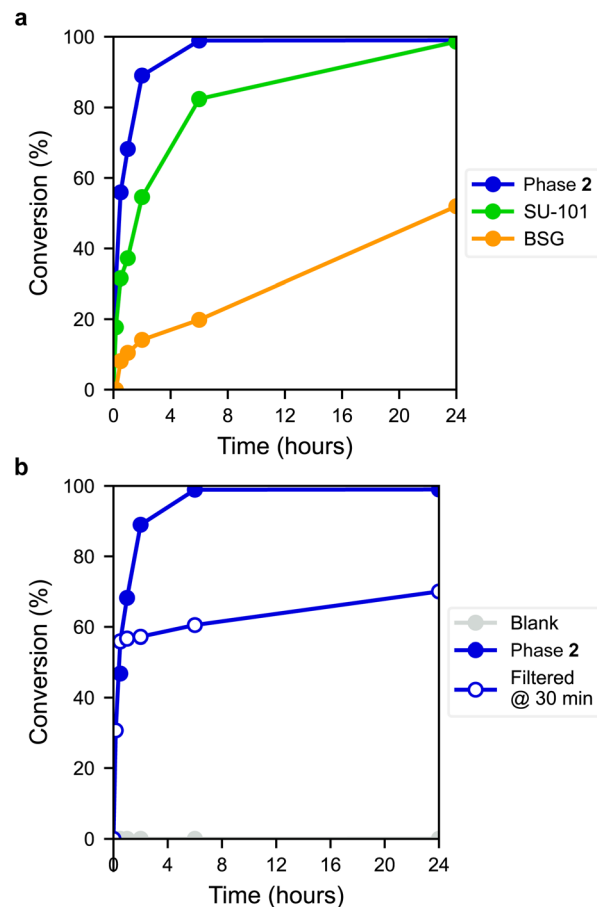 a
100
80
60
40
20
0
Conversion (%)
0 4 8 12 16 20 24
Time (hours)
Phase 2
SU-101
BSG
b
100
80
60
40
20
0
Conversion (%)
0 4 8 12 16 20 24
Time (hours)
Blank
Phase 2
Filtered
@ 30 min